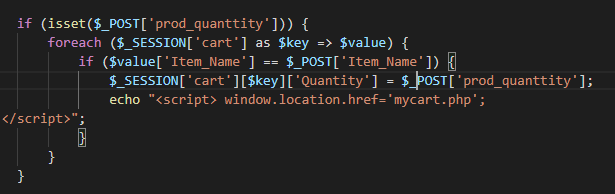 if (isset($_POST['prod_quanttity'])) {
foreach ($_SESSION['cart'] as $key => $value) {
if ($value['Item_Name'] == $_POST['Item_Name']) {
$_SESSION['cart'][$key]['Quantity'] = $_POST['prod_quanttity'];
echo "<script> window.location.href='mycart.php';
</script>";
}
}
}